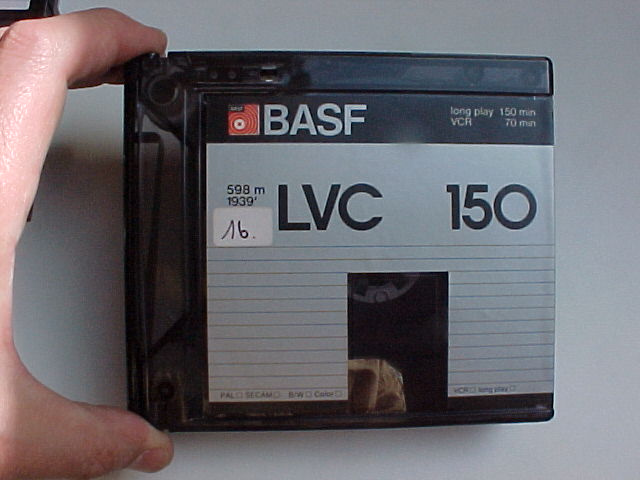 BASF
long play 150 min
VCR 70 min
598 m
1939'
LVC 150
16.
PAL SECAM B/W Color
VCR long play